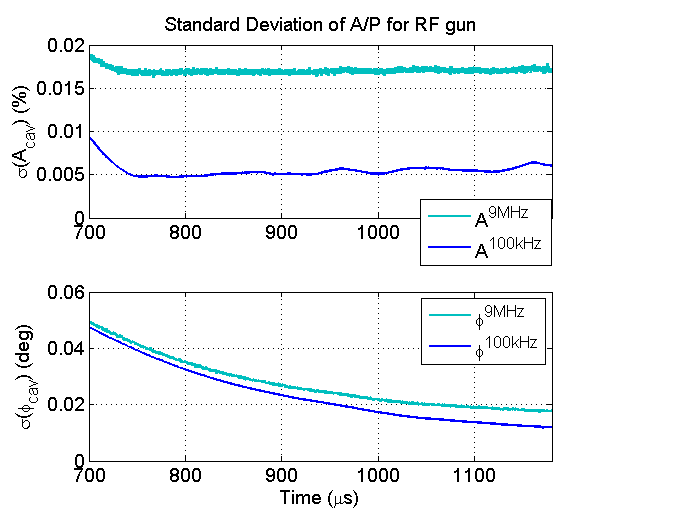 Standard Deviation of A/P for RF gun
σ(A_cav) (%)
0.02
0.015
0.01
0.005
0
700 800 900 1000
A^9MHz
A^100kHz
σ(ϕ_cav) (deg)
0.06
0.04
0.02
0
ϕ^9MHz
ϕ^100kHz
700 800 900 1000 1100
Time (μs)